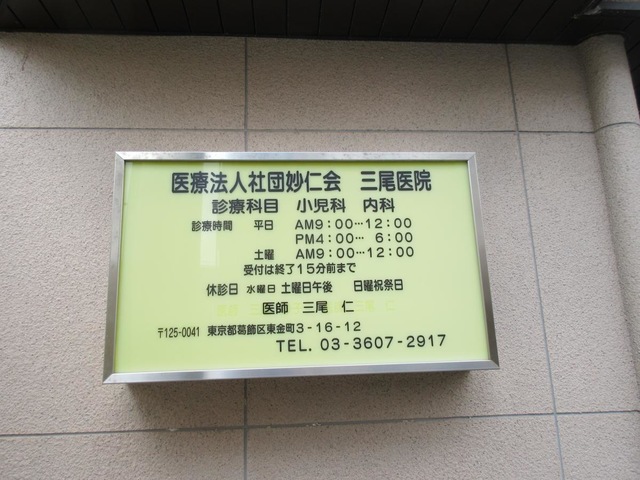 医療法人社団妙仁会 三尾医院
診療科目 小児科 内科
診療時間 平日 AM9:00…12:00
PM4:00… 6:00
土曜 AM9:00…12:00
受付は終了15分前まで
休診日 水曜日 土曜日午後 日曜祝祭日
医師 三尾 仁
〒125-0041 東京都葛飾区東金町3-16-12
TEL. 03-3607-2917